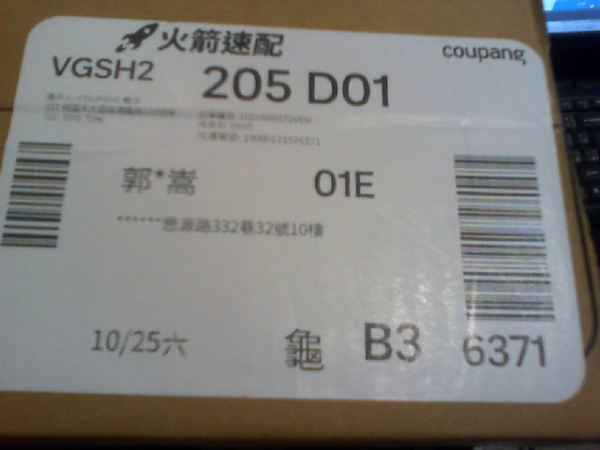 火箭速配
coupang
VGSH2
205 D01
郭*嵩
01E
******思源路332巷32號10樓
10/25六
龜
B3
6371